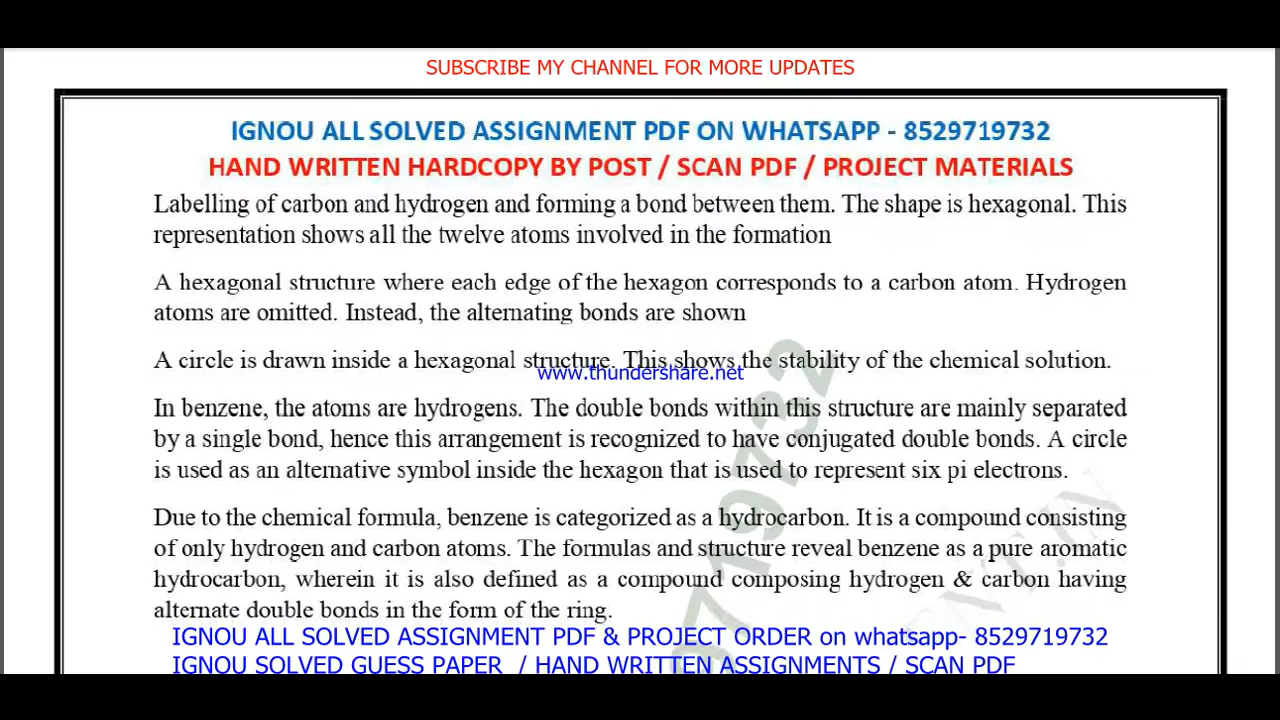 SUBSCRIBE MY CHANNEL FOR MORE UPDATES
IGNOU ALL SOLVED ASSIGNMENT PDF ON WHATSAPP - 8529719732
HAND WRITTEN HARDCOPY BY POST / SCAN PDF / PROJECT MATERIALS
Labelling of carbon and hydrogen and forming a bond between them. The shape is hexagonal. This
representation shows all the twelve atoms involved in the formation
A hexagonal structure where each edge of the hexagon corresponds to a carbon atom. Hydrogen
atoms are omitted. Instead, the alternating bonds are shown
A circle is drawn inside a hexagonal structure. This shows the stability of the chemical solution.
www.thundershare.net
In benzene, the atoms are hydrogens. The double bonds within this structure are mainly separated
by a single bond, hence this arrangement is recognized to have conjugated double bonds. A circle
is used as an alternative symbol inside the hexagon that is used to represent six pi electrons.
Due to the chemical formula, benzene is categorized as a hydrocarbon. It is a compound consisting
of only hydrogen and carbon atoms. The formulas and structure reveal benzene as a pure aromatic
hydrocarbon, wherein it is also defined as a compound composing hydrogen & carbon having
alternate double bonds in the form of the ring.
IGNOU ALL SOLVED ASSIGNMENT PDF & PROJECT ORDER on whatsapp- 8529719732
IGNOU SOLVED GUESS PAPER / HAND WRITTEN ASSIGNMENTS / SCAN PDF